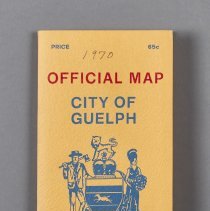 PRICE 65¢
1970
OFFICIAL MAP
CITY OF
GUELPH